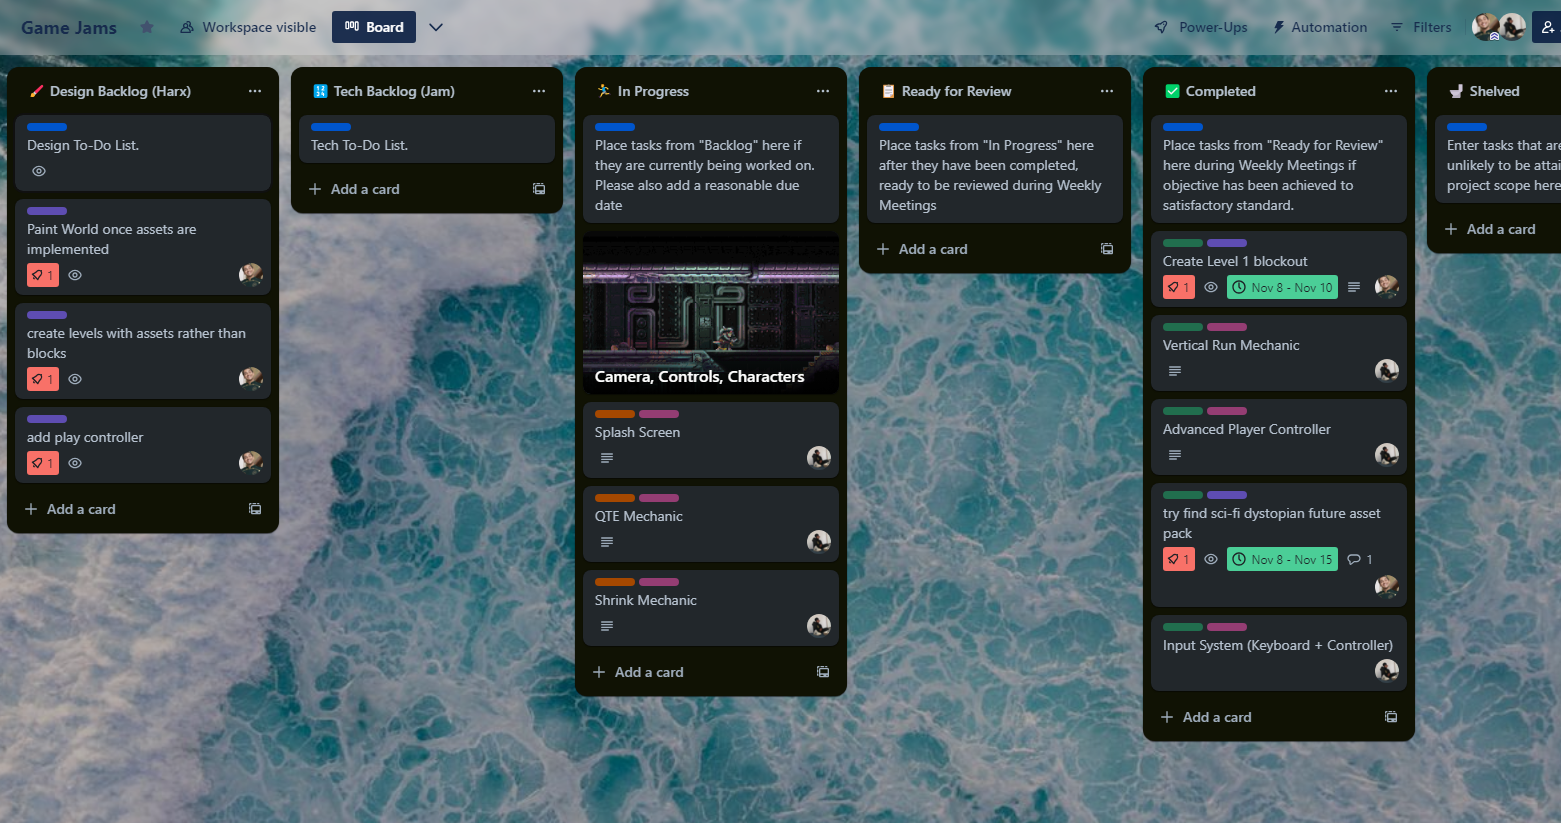 Game Jams
Workspace visible
Board
Power-Ups
Automation
Filters
Design Backlog (Harx)
Design To-Do List.
Paint World once assets are
implemented
1
create levels with assets rather than
blocks
1
add play controller
1
Add a card
Tech Backlog (Jam)
Tech To-Do List.
Add a card
In Progress
Place tasks from "Backlog" here if
they are currently being worked on.
Please also add a reasonable due
date
Camera, Controls, Characters
Splash Screen
QTE Mechanic
Shrink Mechanic
Add a card
Ready for Review
Place tasks from "In Progress" here
after they have been completed,
ready to be reviewed during Weekly
Meetings
Add a card
Completed
Place tasks from "Ready for Review"
here during Weekly Meetings if
objective has been achieved to
satisfactory standard.
Create Level 1 blockout
1 Nov 8 - Nov 10
Vertical Run Mechanic
Advanced Player Controller
try find sci-fi dystopian future asset
pack
1 Nov 8 - Nov 15 1
Input System (Keyboard + Controller)
Add a card
Shelved
Enter tasks that are
unlikely to be attai
project scope here
Add a card